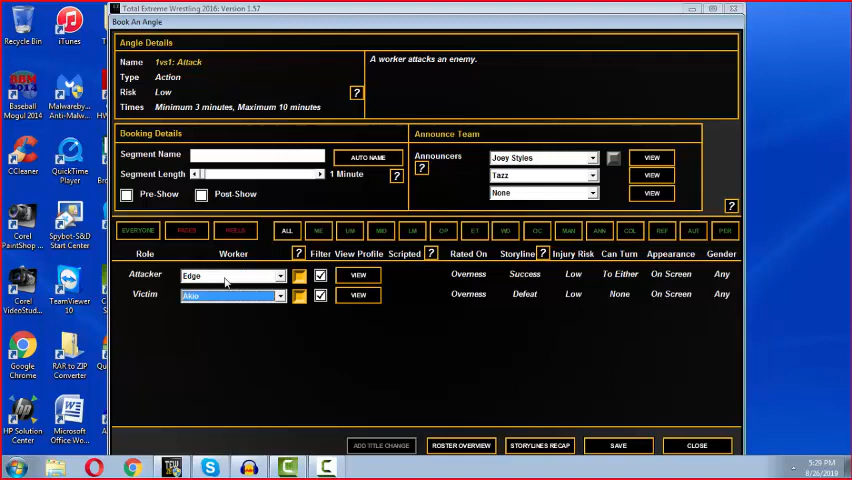 Total Extreme Wrestling 2016: Version 1.57
Book An Angle
Angle Details
Name 1vs1: Attack
Type Action
Risk Low
Times Minimum 3 minutes, Maximum 10 minutes
?
A worker attacks an enemy.
Booking Details
Segment Name AUTO NAME
Segment Length 1 Minute ?
Pre-Show Post-Show
Announce Team
Announcers Joey Styles VIEW
? Tazz VIEW
None VIEW
?
EVERYONE FACES HEELS ALL ME UM MID LM OP ET WD OC MAN ANN COL REF AUT PER
Role Worker ? Filter View Profile Scripted ? Rated On Storyline ? Injury Risk Can Turn Appearance Gender
Attacker Edge VIEW Overness Success Low To Either On Screen Any
Victim Akio VIEW Overness Defeat Low None On Screen Any
ADD TITLE CHANGE ROSTER OVERVIEW STORYLINES RECAP SAVE CLOSE
Recycle Bin
iTunes
Baseball Mogul 2014
Malwareby... Anti-Malw...
CCleaner
QuickTime Player
Corel PaintShop ...
Spybot-S&D Start Center
Corel VideoStud...
TeamViewer 10
Google Chrome
RAR to ZIP Converter
HP Solution Center
Microsoft Office Wo...
5:29 PM
8/26/2019